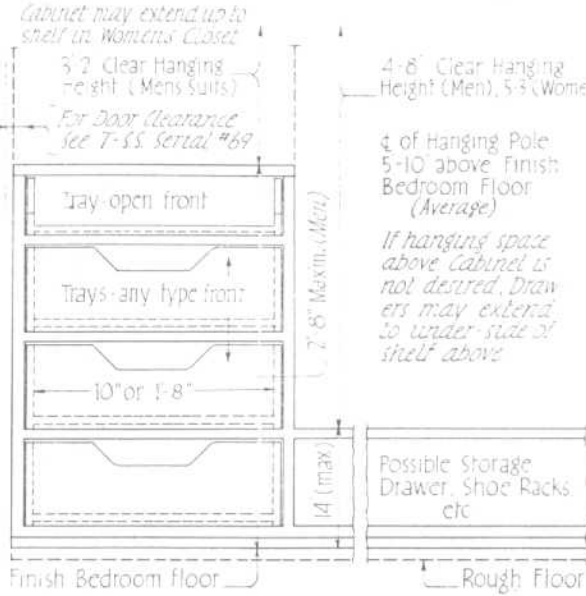 Cabinet may extend up to
shelf in Womens Closet
3'2 Clear Hanging
Height (Mens Suits)
For Door Clearance
See T-SS. Serial #69
Tray-open front
Trays-any type front
10" or 1'-8"
2' 8" Maxm. (Men)
4'-8" Clear Hanging
Height (Men), 5'-3"(Wome
℄ of Hanging Pole
5'-10" above Finish
Bedroom Floor
(Average)
If hanging space
above Cabinet is
not desired, Draw
ers may extend
to under-side of
shelf above
14 (max)
Possible Storage
Drawer, Shoe Racks
etc
Finish Bedroom Floor
Rough Floor